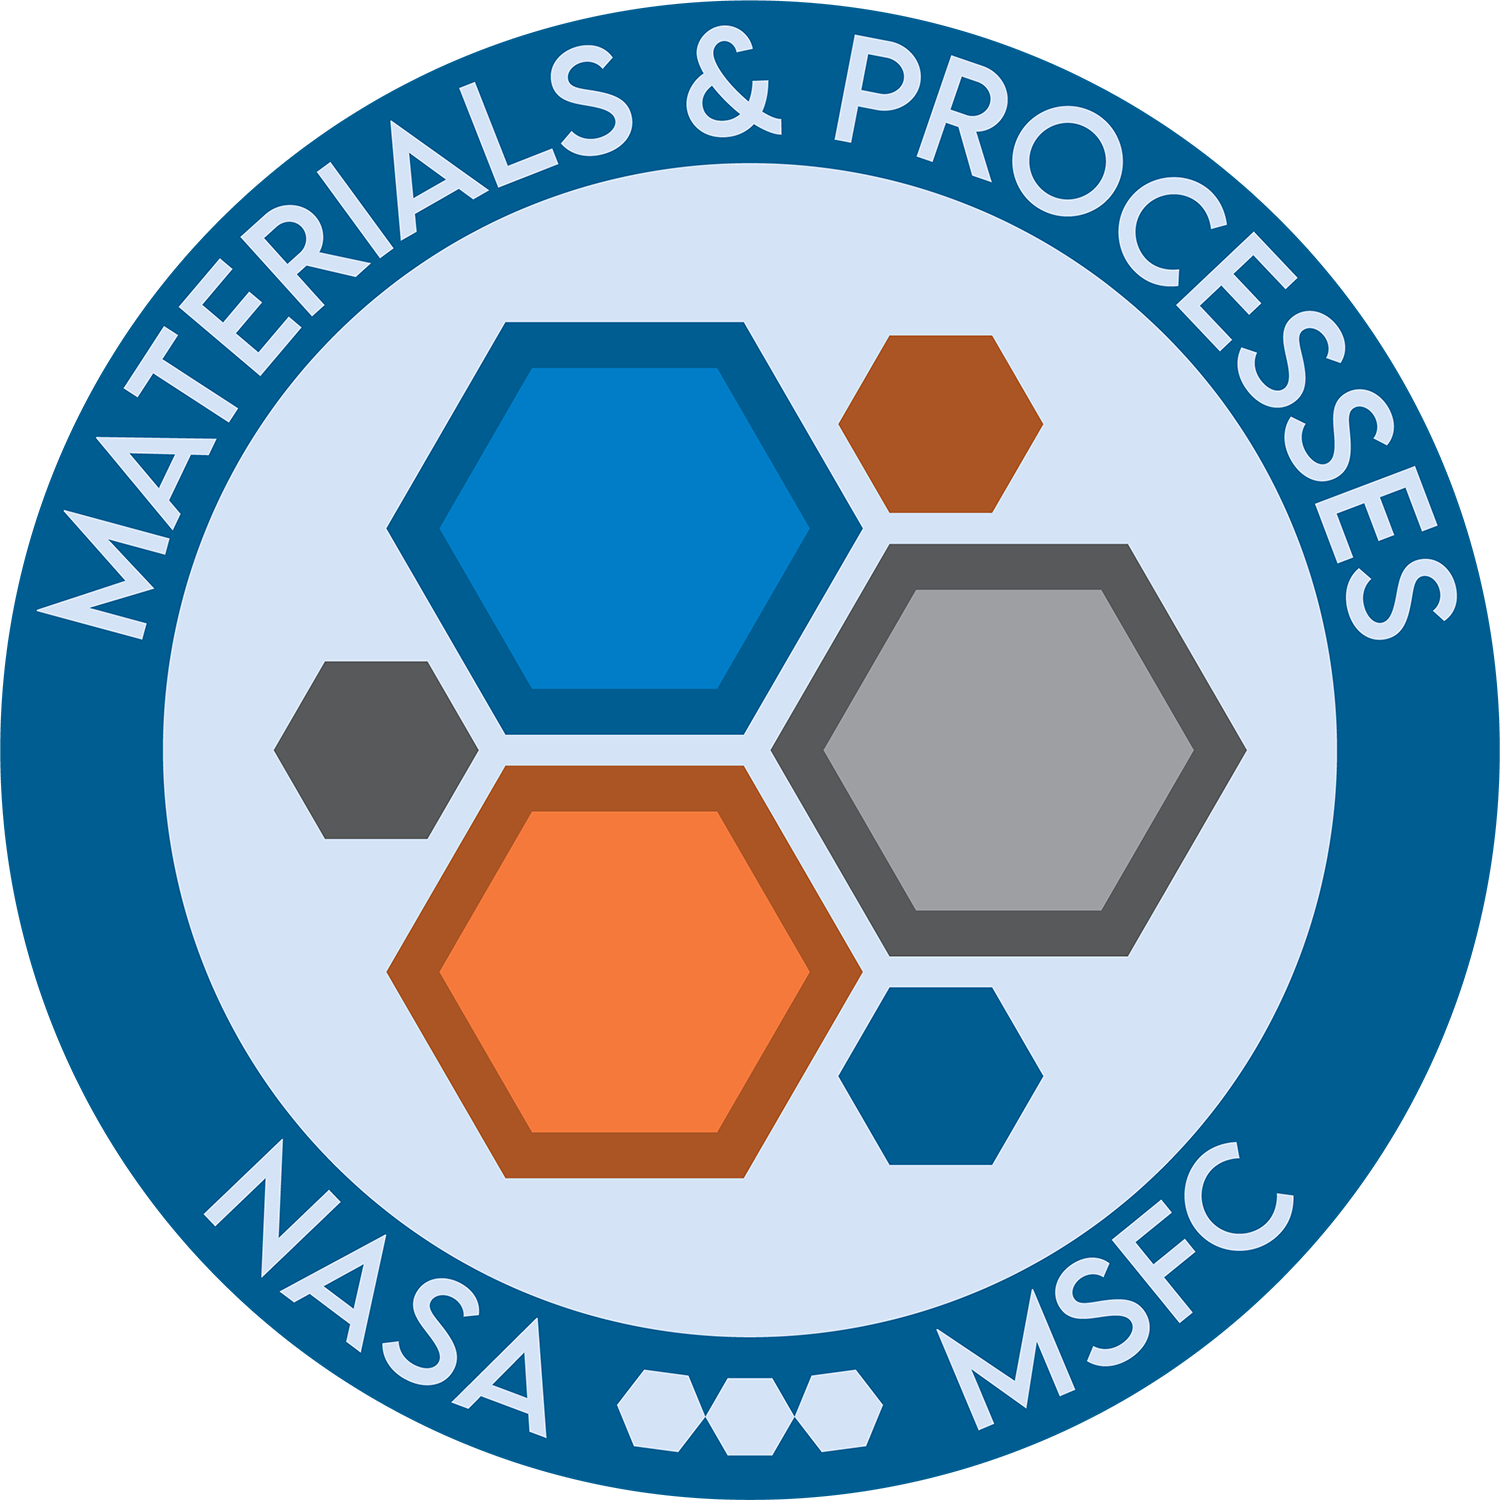 MATERIALS & PROCESSES
NASA
MSFC